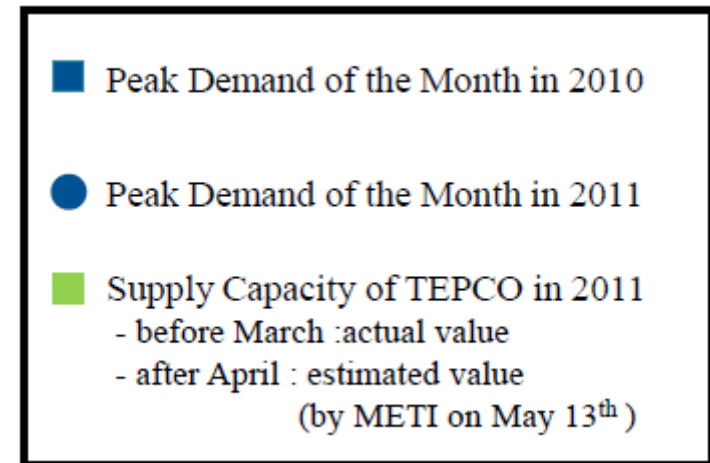 Peak Demand of the Month in 2010
Peak Demand of the Month in 2011
Supply Capacity of TEPCO in 2011
- before March :actual value
- after April : estimated value
(by METI on May 13th )